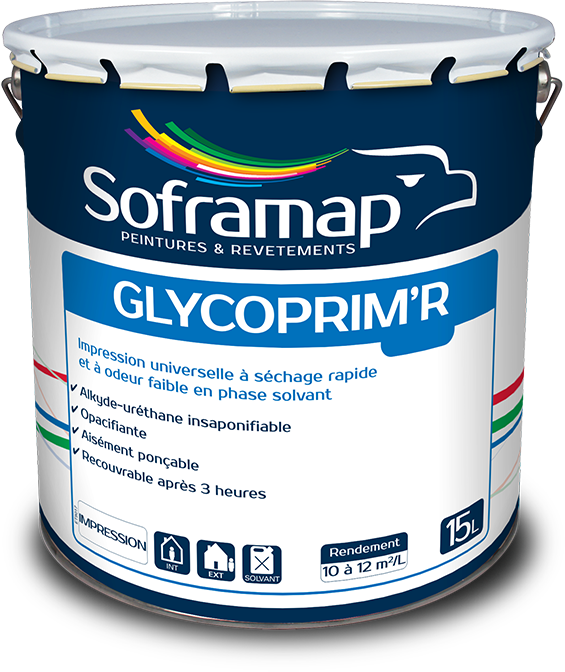 Soframap
PEINTURES & REVETEMENTS
GLYCOPRIM'R
Impression universelle à séchage rapide
et à odeur faible en phase solvant
✔ Alkyde-uréthane insaponifiable
✔ Opacifiante
✔ Aisément ponçable
✔ Recouvrable après 3 heures
IMPRESSION
INT
EXT
SOLVANT
Rendement
10 à 12 m²/L
15L